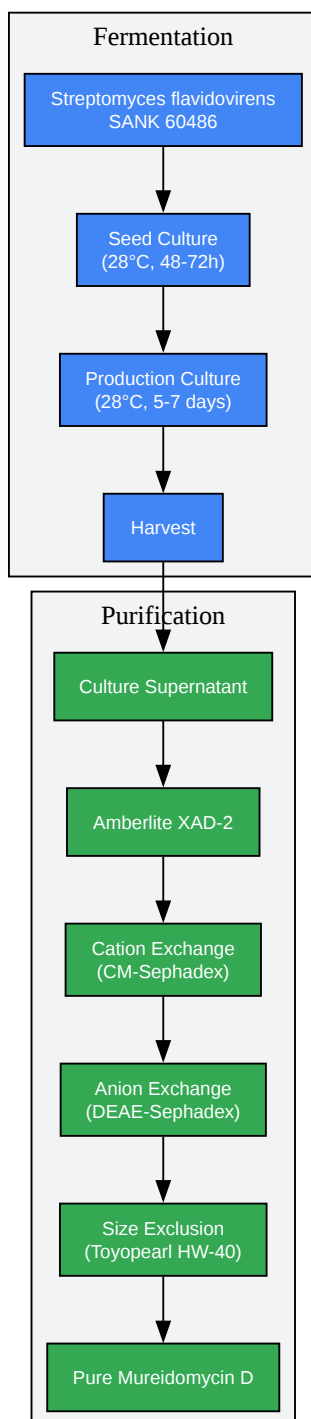 Fermentation
Streptomyces flavidovirens
SANK 60486
Seed Culture
(28°C, 48-72h)
Production Culture
(28°C, 5-7 days)
Harvest
Purification
Culture Supernatant
Amberlite XAD-2
Cation Exchange
(CM-Sephadex)
Anion Exchange
(DEAE-Sephadex)
Size Exclusion
(Toyopearl HW-40)
Pure Mureidomycin D